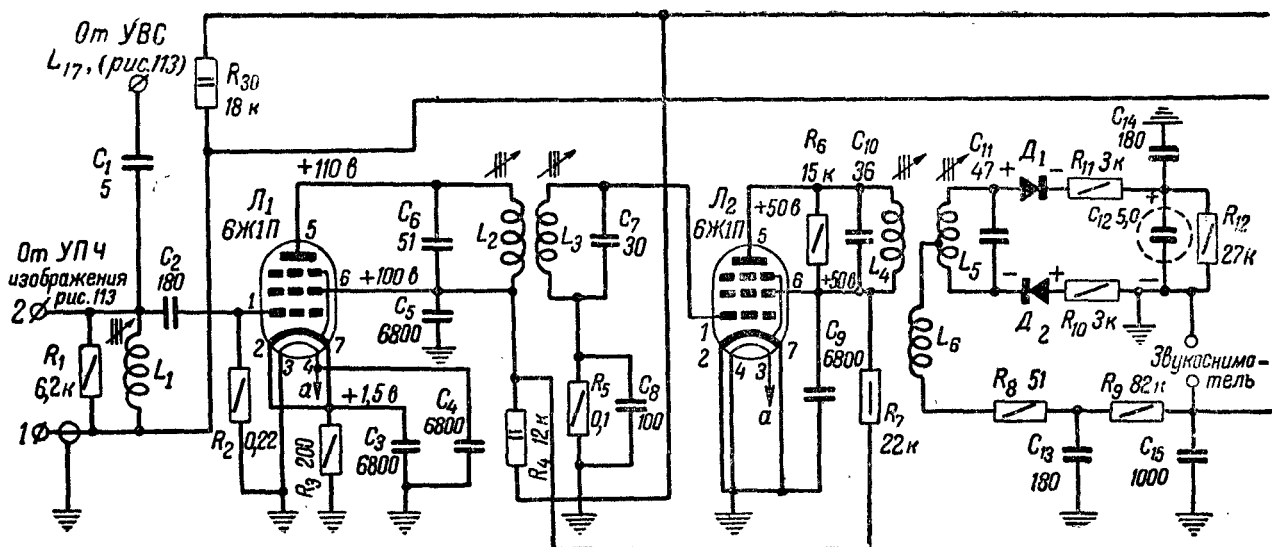 От УВС
L17, (рис.113)
R30
18 к
C1
5
От УПЧ
изображения
рис.113
2
1
C2
180
R1
6,2к
L1
R2
0,22
+110 в
Л1
6Ж1П
5
6
+100 в
1
2
3
4
7
а
+1,5 в
R3
200
C3
6800
C4
6800
C6
51
C5
6800
L2
L3
C7
30
R4
12к
R5
0,1
C8
100
Л2
6Ж1П
+50в
5
6
+50в
1
2
4
3
7
а
R6
15 к
C10
36
L4
C9
6800
R7
22 к
C11
47
L5
L6
+
Д1
-
R11 3к
-
+
Д2
R10 3к
C14
180
+
C12 5,0
-
R12
27к
Звукосниматель
R8 51
R9 82к
C13
180
C15
1000